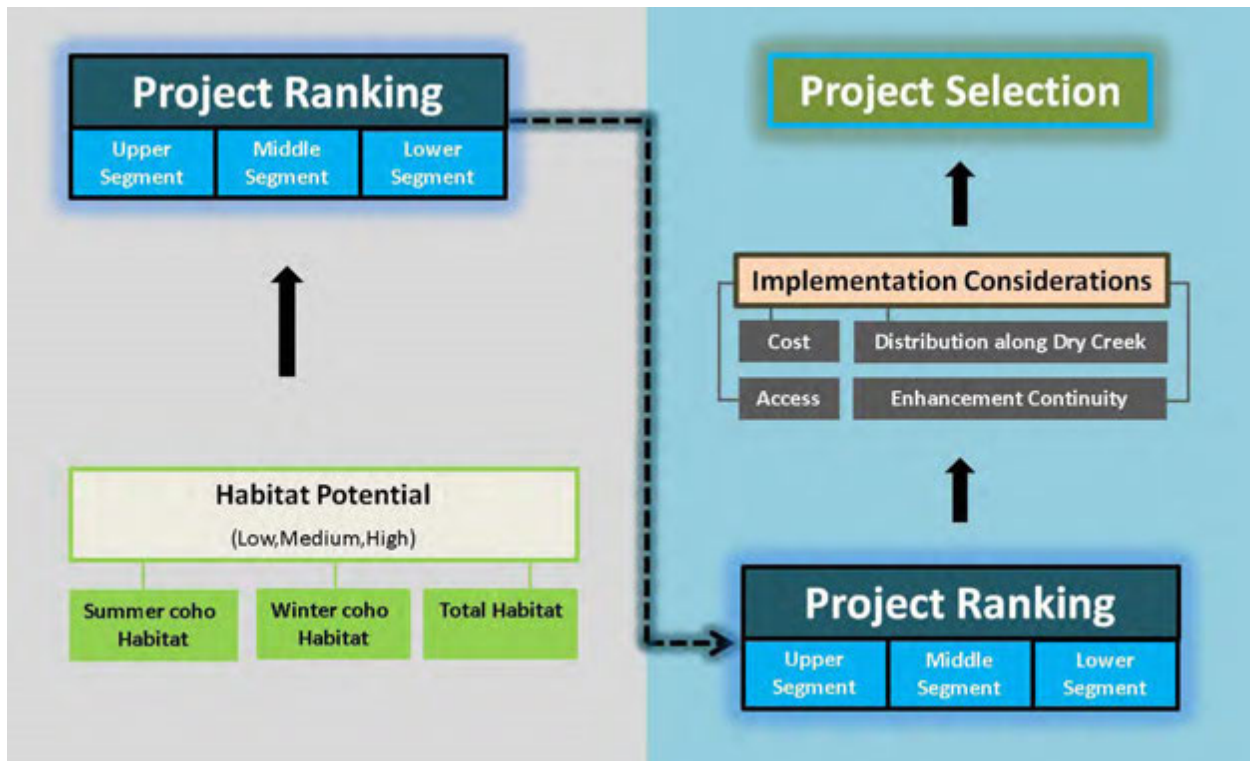 Project Ranking
Upper
Segment
Middle
Segment
Lower
Segment
Habitat Potential
(Low,Medium,High)
Summer coho
Habitat
Winter coho
Habitat
Total Habitat
Project Selection
Implementation Considerations
Cost
Distribution along Dry Creek
Access
Enhancement Continuity
Project Ranking
Upper
Segment
Middle
Segment
Lower
Segment